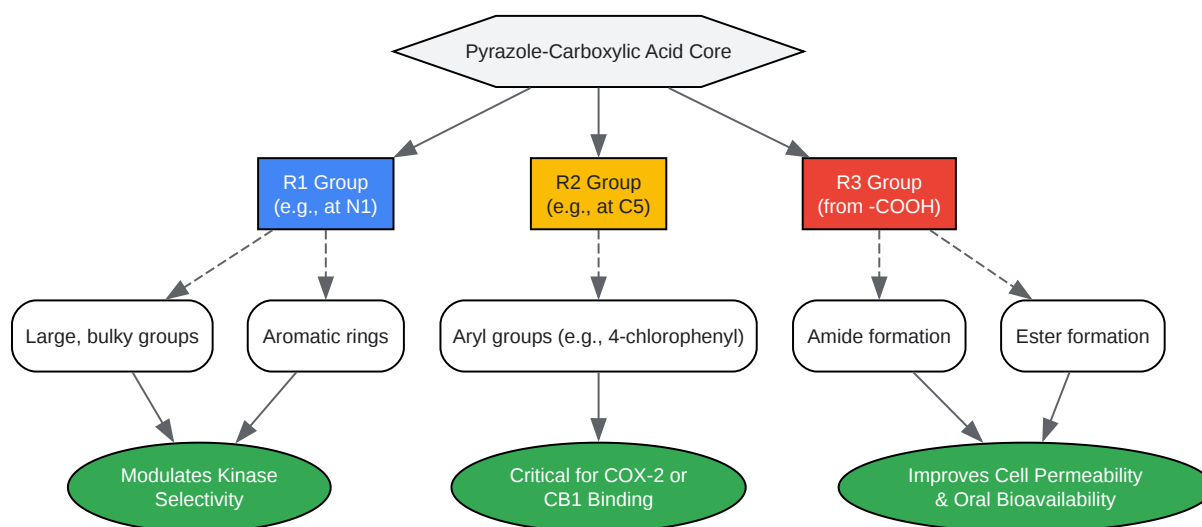 Pyrazole-Carboxylic Acid Core
R1 Group
(e.g., at N1)
R2 Group
(e.g., at C5)
R3 Group
(from -COOH)
Large, bulky groups
Aromatic rings
Aryl groups (e.g., 4-chlorophenyl)
Amide formation
Ester formation
Modulates Kinase
Selectivity
Critical for COX-2 or
CB1 Binding
Improves Cell Permeability
& Oral Bioavailability